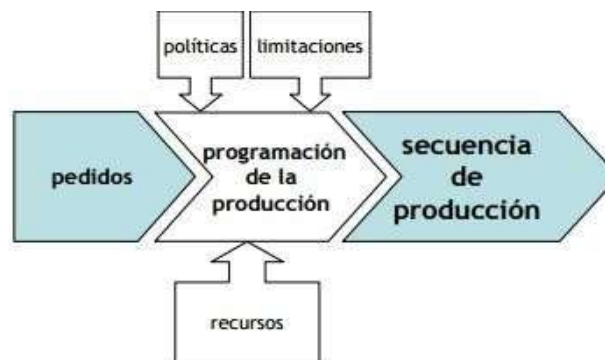 políticas
limitaciones
pedidos
programación
de la
producción
secuencia
de
producción
recursos